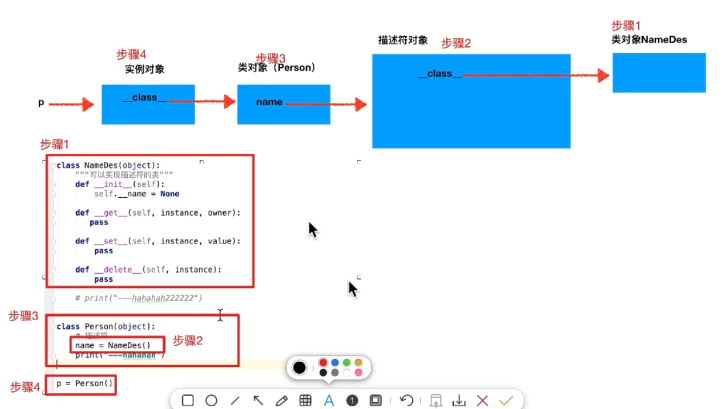 步骤1
步骤4
步骤3
描述符对象 步骤2
类对象NameDes
实例对象
类对象（Person）
__class__
p
__class__
name
步骤1
class NameDes(object):
"""可以实现描述符的类"""
def __init__(self):
self.__name = None
def __get__(self, instance, owner):
pass
def __set__(self, instance, value):
pass
def __delete__(self, instance):
pass
# print("---hahahah222222")
步骤3
class Person(object):
# 描述符
name = NameDes()
步骤2
print("---hahahah")
步骤4
p = Person()
A
1